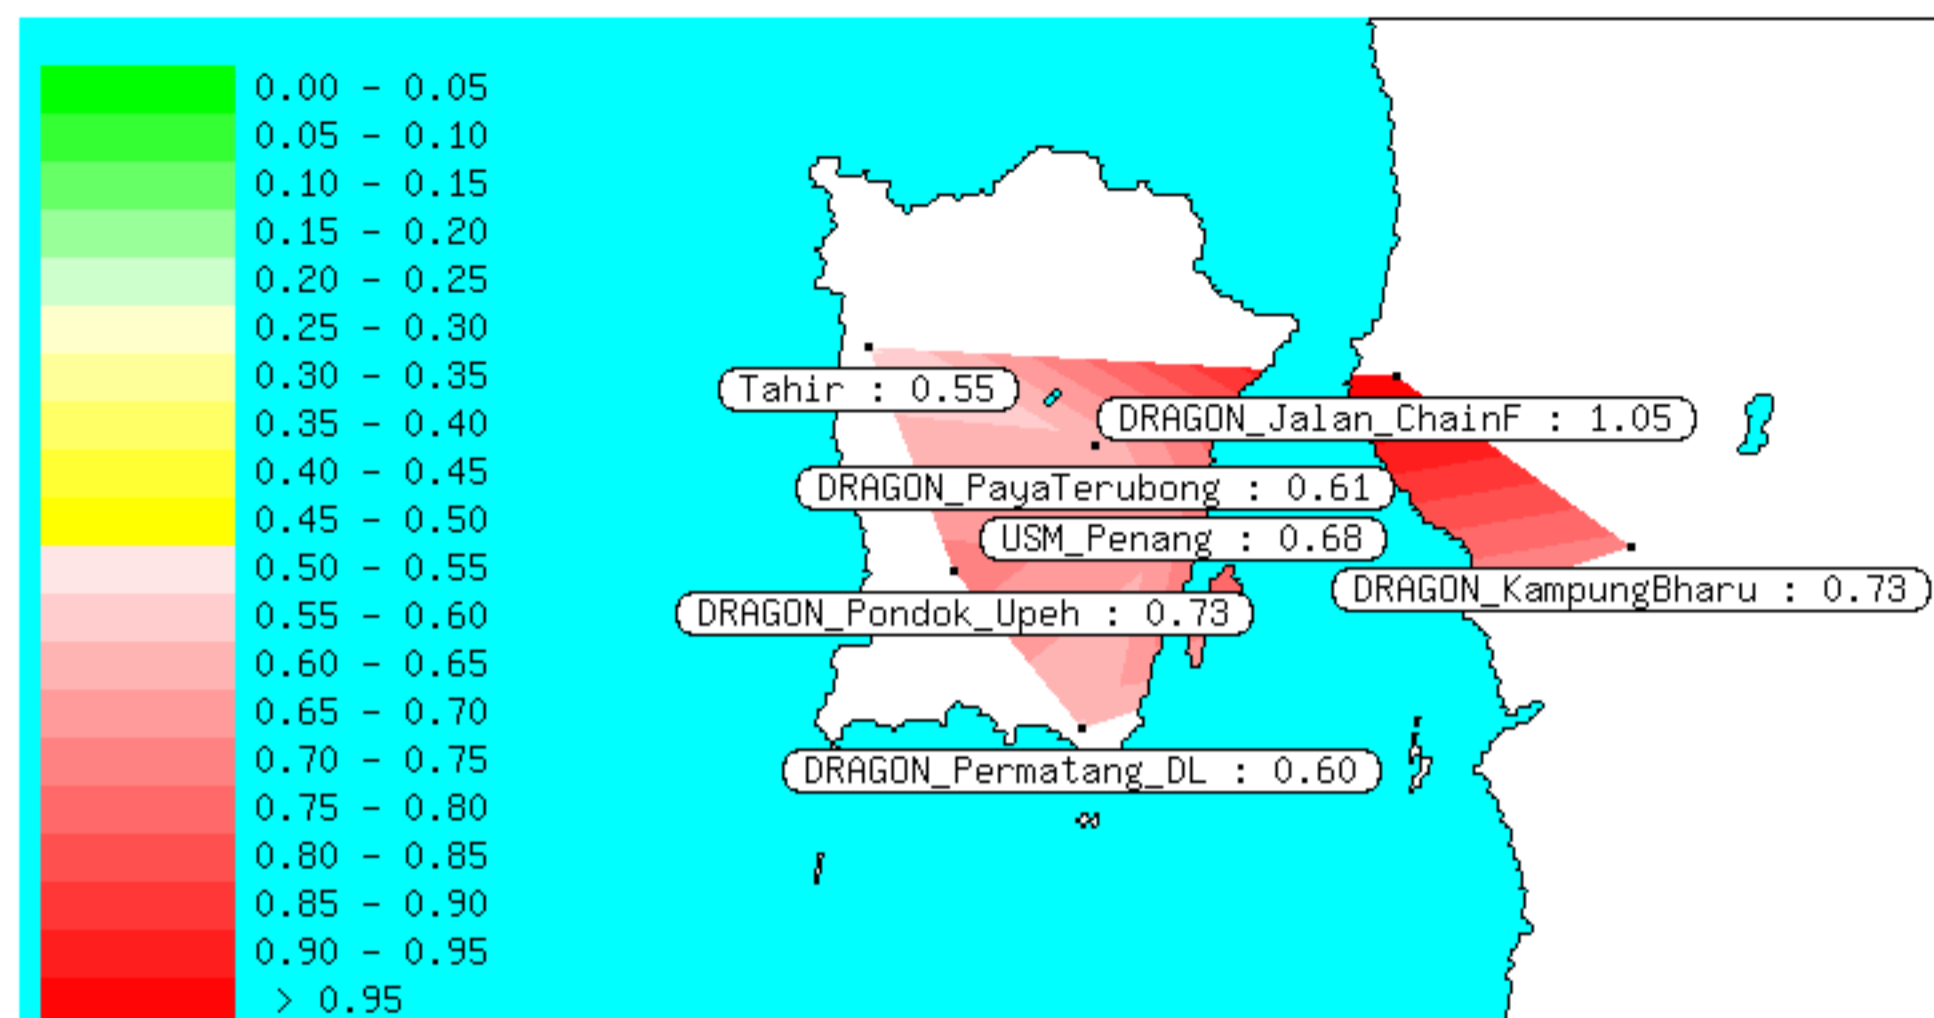 0.00 - 0.05
0.05 - 0.10
0.10 - 0.15
0.15 - 0.20
0.20 - 0.25
0.25 - 0.30
0.30 - 0.35
0.35 - 0.40
0.40 - 0.45
0.45 - 0.50
0.50 - 0.55
0.55 - 0.60
0.60 - 0.65
0.65 - 0.70
0.70 - 0.75
0.75 - 0.80
0.80 - 0.85
0.85 - 0.90
0.90 - 0.95
> 0.95
Tahir : 0.55
DRAGON_Jalan_ChainF : 1.05
DRAGON_PayaTerubong : 0.61
USM_Penang : 0.68
DRAGON_KampungBharu : 0.73
DRAGON_Pondok_Upeh : 0.73
DRAGON_Permatang_DL : 0.60